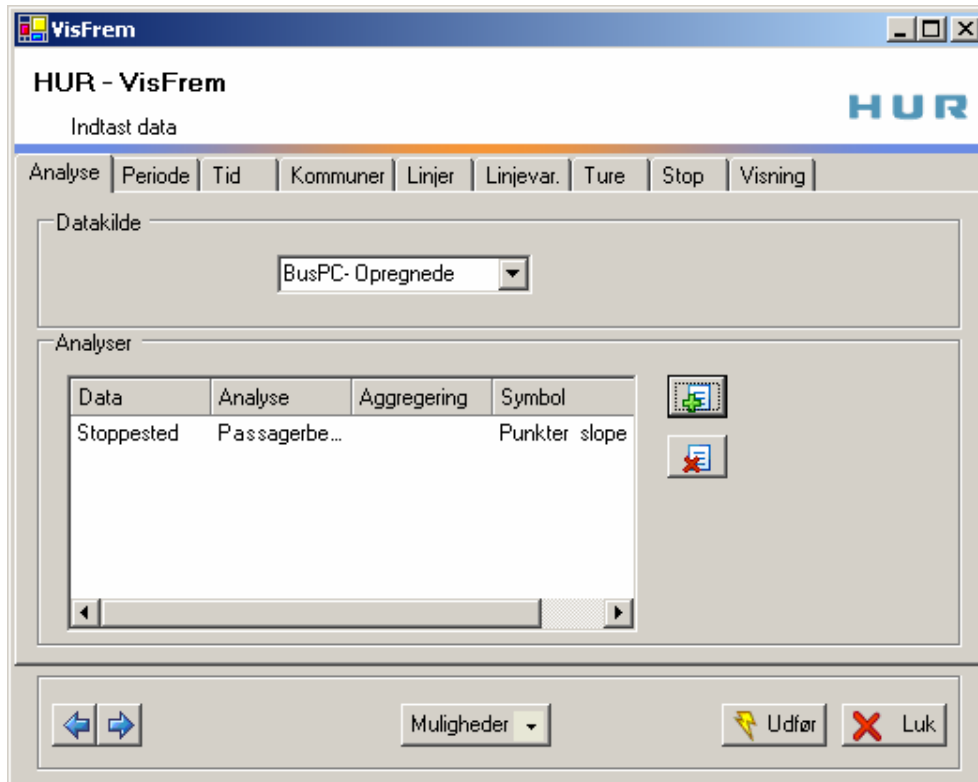 VisFrem
HUR - VisFrem
Indtast data
HUR
Analyse Periode Tid Kommuner Linjer Linjevar. Ture Stop Visning
Datakilde
BusPC- Opregnede
Analyser
Data Analyse Aggregering Symbol
Stoppested Passagerbe... Punkter slope
Muligheder Udfør Luk